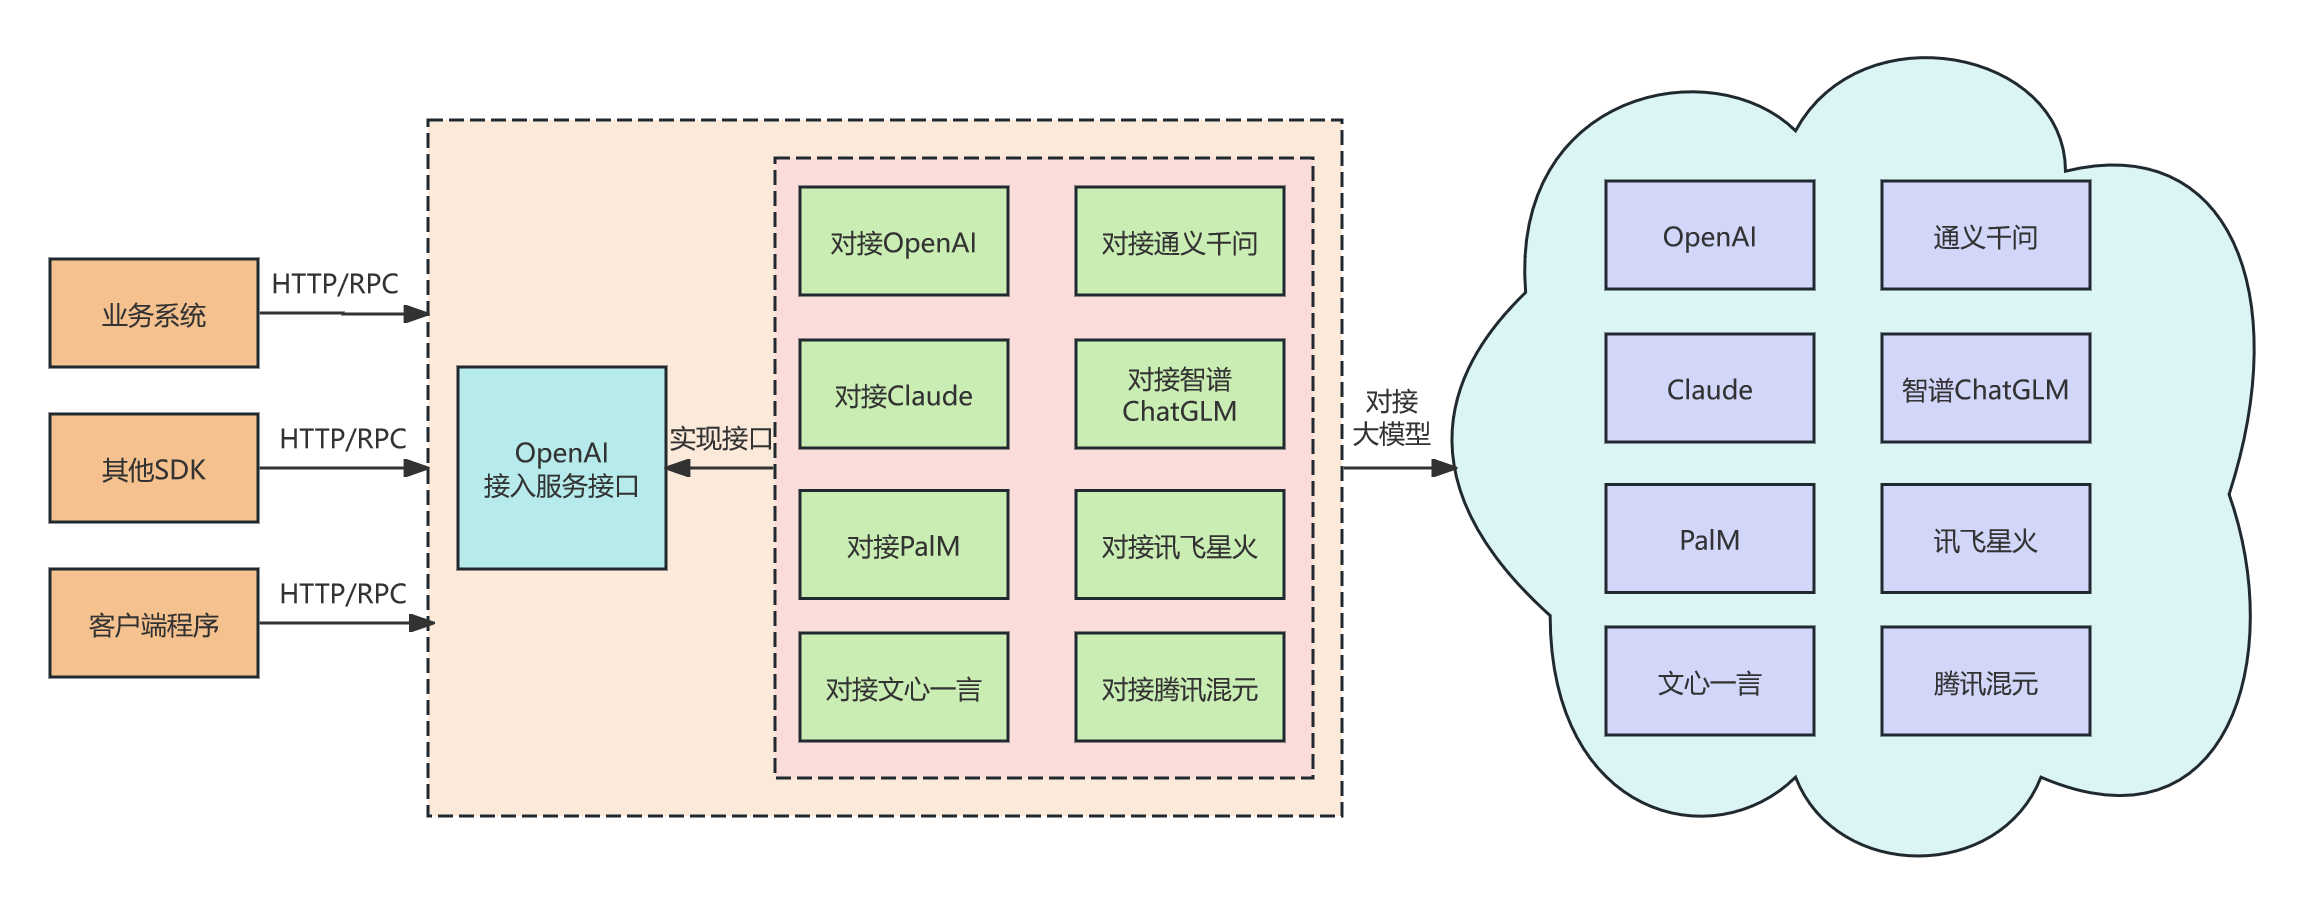 业务系统
HTTP/RPC
其他SDK
HTTP/RPC
客户端程序
HTTP/RPC
OpenAI
接入服务接口
实现接口
对接OpenAI
对接通义千问
对接Claude
对接智谱
ChatGLM
对接PalM
对接讯飞星火
对接文心一言
对接腾讯混元
对接
大模型
OpenAI
通义千问
Claude
智谱ChatGLM
PalM
讯飞星火
文心一言
腾讯混元